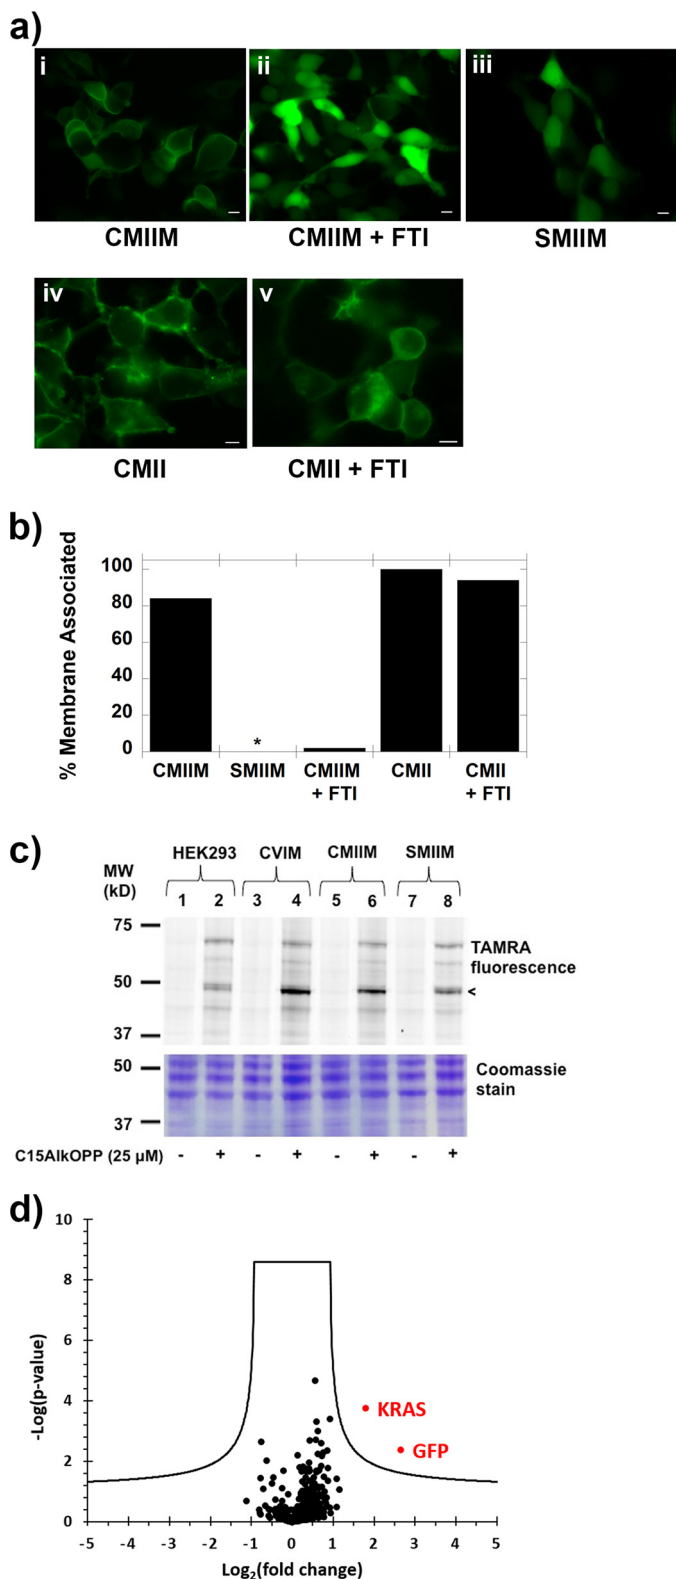 a)
i
ii
iii
CMIIM
CMIIM + FTI
SMIIM
iv
v
CMII
CMII + FTI
b)
% Membrane Associated
100
80
60
40
20
0
*
CMIIM
SMIIM
CMIIM
+ FTI
CMII
CMII
+ FTI
c)
MW
(kD)
HEK293
CVIM
CMIIM
SMIIM
1 2 3 4 5 6 7 8
75
50
37
TAMRA
fluorescence
<
50
37
Coomassie
stain
C15AlkOPP (25 µM) - + - + - + - +
d)
-Log(p-value)
10
8
6
4
2
0
KRAS
GFP
-5 -4 -3 -2 -1 0 1 2 3 4 5
Log₂(fold change)